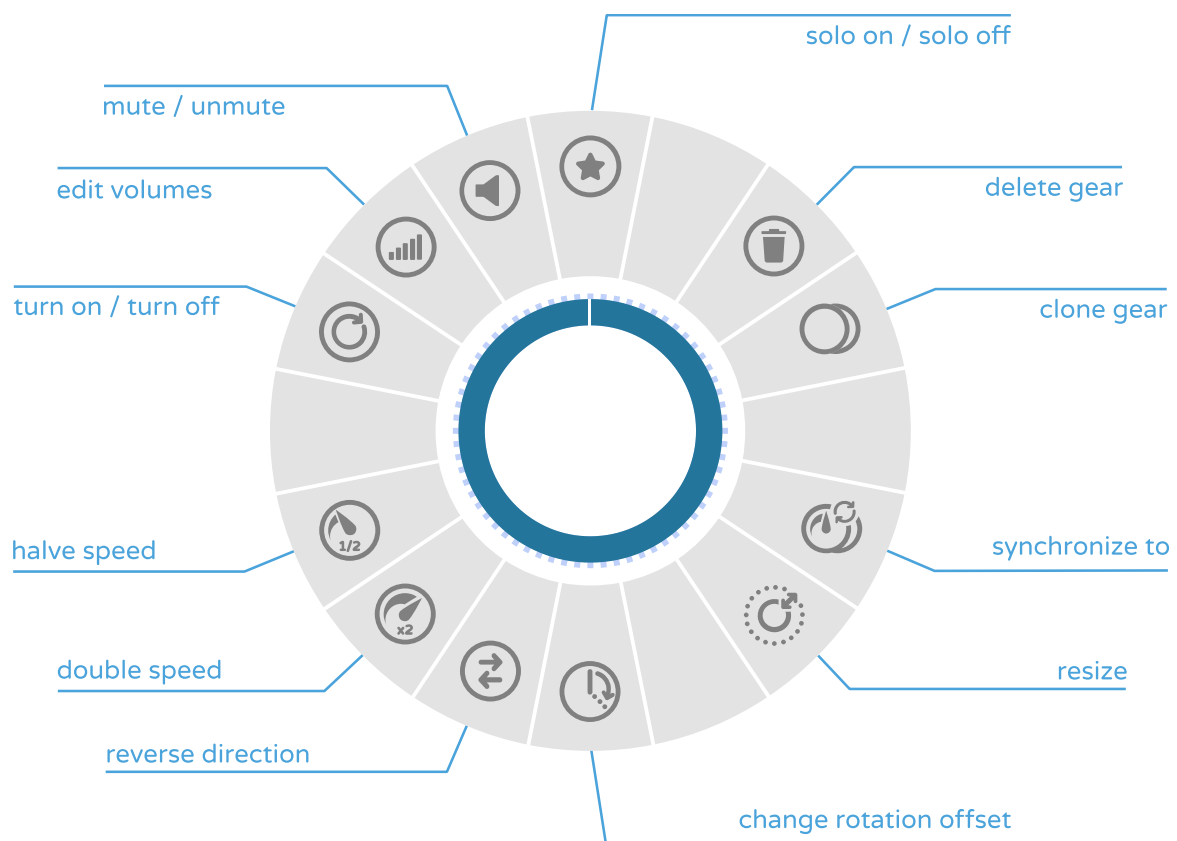 solo on / solo off
mute / unmute
edit volumes
delete gear
turn on / turn off
clone gear
1/2
halve speed
synchronize to
x2
double speed
resize
reverse direction
change rotation offset